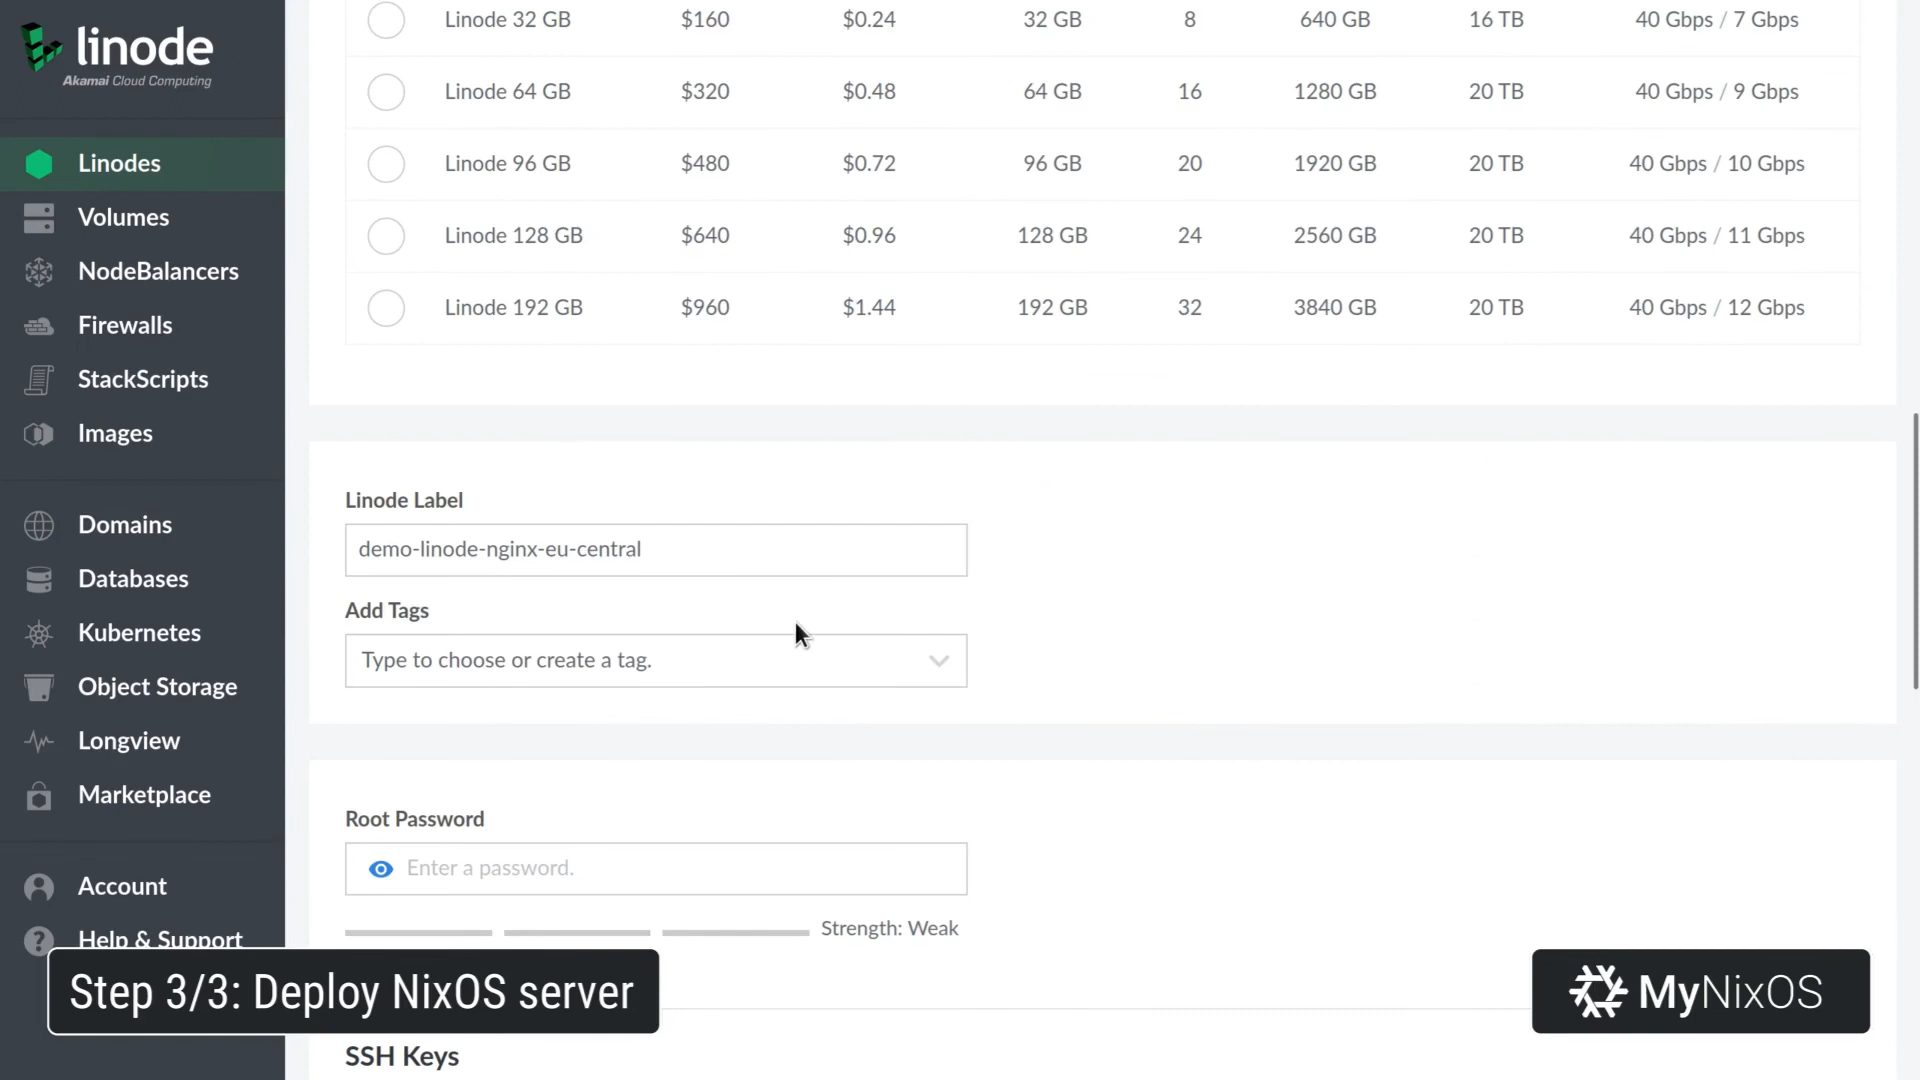 linode
Akamai Cloud Computing
Linodes
Volumes
NodeBalancers
Firewalls
StackScripts
Images
Domains
Databases
Kubernetes
Object Storage
Longview
Marketplace
Account
Help & Support
Linode 32 GB $160 $0.24 32 GB 8 640 GB 16 TB 40 Gbps / 7 Gbps
Linode 64 GB $320 $0.48 64 GB 16 1280 GB 20 TB 40 Gbps / 9 Gbps
Linode 96 GB $480 $0.72 96 GB 20 1920 GB 20 TB 40 Gbps / 10 Gbps
Linode 128 GB $640 $0.96 128 GB 24 2560 GB 20 TB 40 Gbps / 11 Gbps
Linode 192 GB $960 $1.44 192 GB 32 3840 GB 20 TB 40 Gbps / 12 Gbps
Linode Label
demo-linode-nginx-eu-central
Add Tags
Type to choose or create a tag.
Root Password
Enter a password.
Strength: Weak
SSH Keys
Step 3/3: Deploy NixOS server
MyNixOS